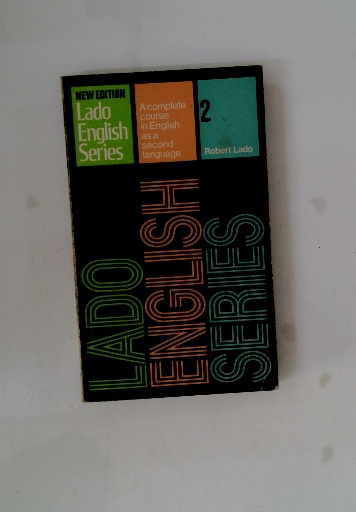 NEW EDITION
Lado
English
Series
A complete
course
in English
as a
second
language
2
Robert Lado
LADO
ENGLISH
SERIES